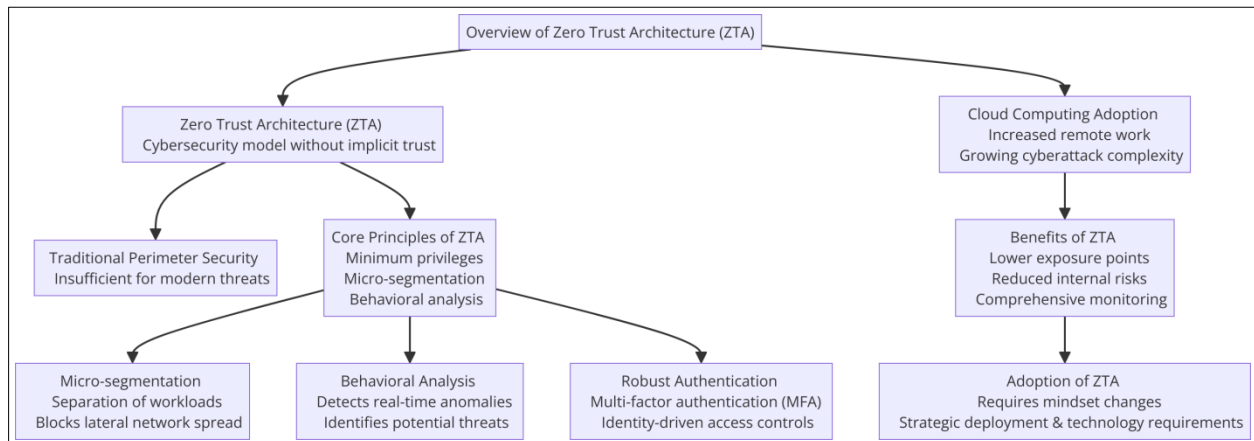 Overview of Zero Trust Architecture (ZTA)
Zero Trust Architecture (ZTA)
Cybersecurity model without implicit trust
Cloud Computing Adoption
Increased remote work
Growing cyberattack complexity
Traditional Perimeter Security
Insufficient for modern threats
Core Principles of ZTA
Minimum privileges
Micro-segmentation
Behavioral analysis
Benefits of ZTA
Lower exposure points
Reduced internal risks
Comprehensive monitoring
Micro-segmentation
Separation of workloads
Blocks lateral network spread
Behavioral Analysis
Detects real-time anomalies
Identifies potential threats
Robust Authentication
Multi-factor authentication (MFA)
Identity-driven access controls
Adoption of ZTA
Requires mindset changes
Strategic deployment & technology requirements